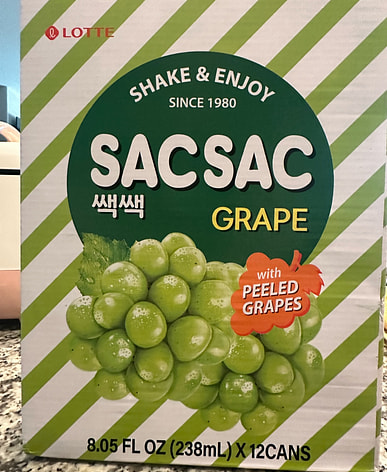 LOTTE
SHAKE & ENJOY
SINCE 1980
SACSAC
쌕쌕
GRAPE
with
PEELED
GRAPES
8.05 FL OZ (238mL) X 12CANS